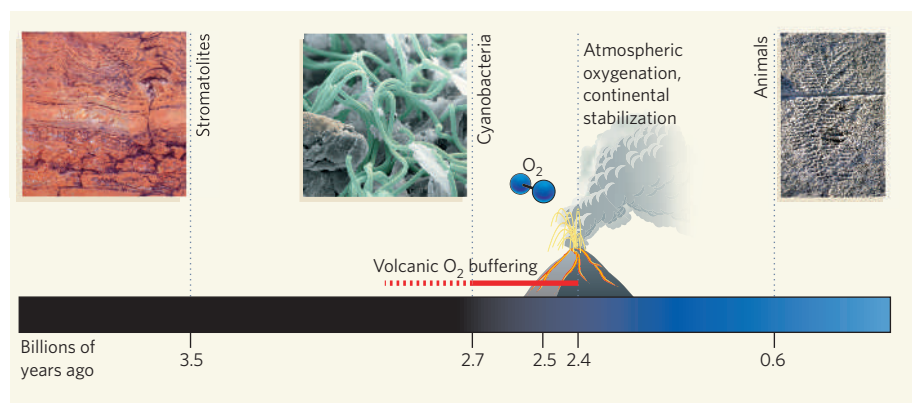 Stromatolites
Cyanobacteria
Atmospheric
oxygenation,
continental
stabilization
Animals
O₂
Volcanic O₂ buffering
Billions of
years ago
3.5
2.7
2.5
2.4
0.6